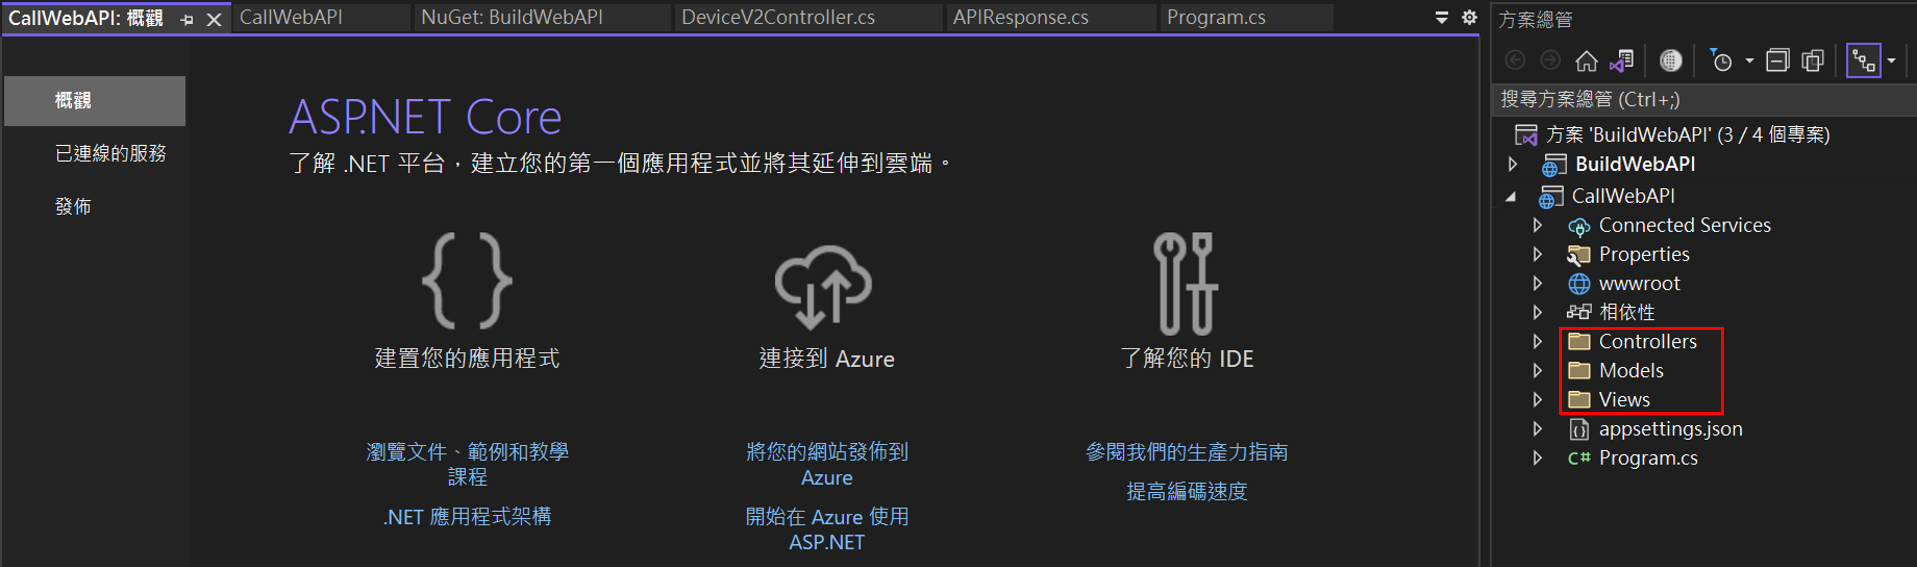 CallWebAPI: 概觀
CallWebAPI
NuGet: BuildWebAPI
DeviceV2Controller.cs
APIResponse.cs
Program.cs
概觀
已連線的服務
發佈
ASP.NET Core
了解 .NET 平台，建立您的第一個應用程式並將其延伸到雲端。
建置您的應用程式
瀏覽文件、範例和教學
課程
.NET 應用程式架構
連接到 Azure
將您的網站發佈到
Azure
開始在 Azure 使用
ASP.NET
了解您的 IDE
參閱我們的生產力指南
提高編碼速度
方案總管
搜尋方案總管 (Ctrl+;)
方案 'BuildWebAPI' (3 / 4 個專案)
BuildWebAPI
CallWebAPI
Connected Services
Properties
wwwroot
相依性
Controllers
Models
Views
appsettings.json
C# Program.cs